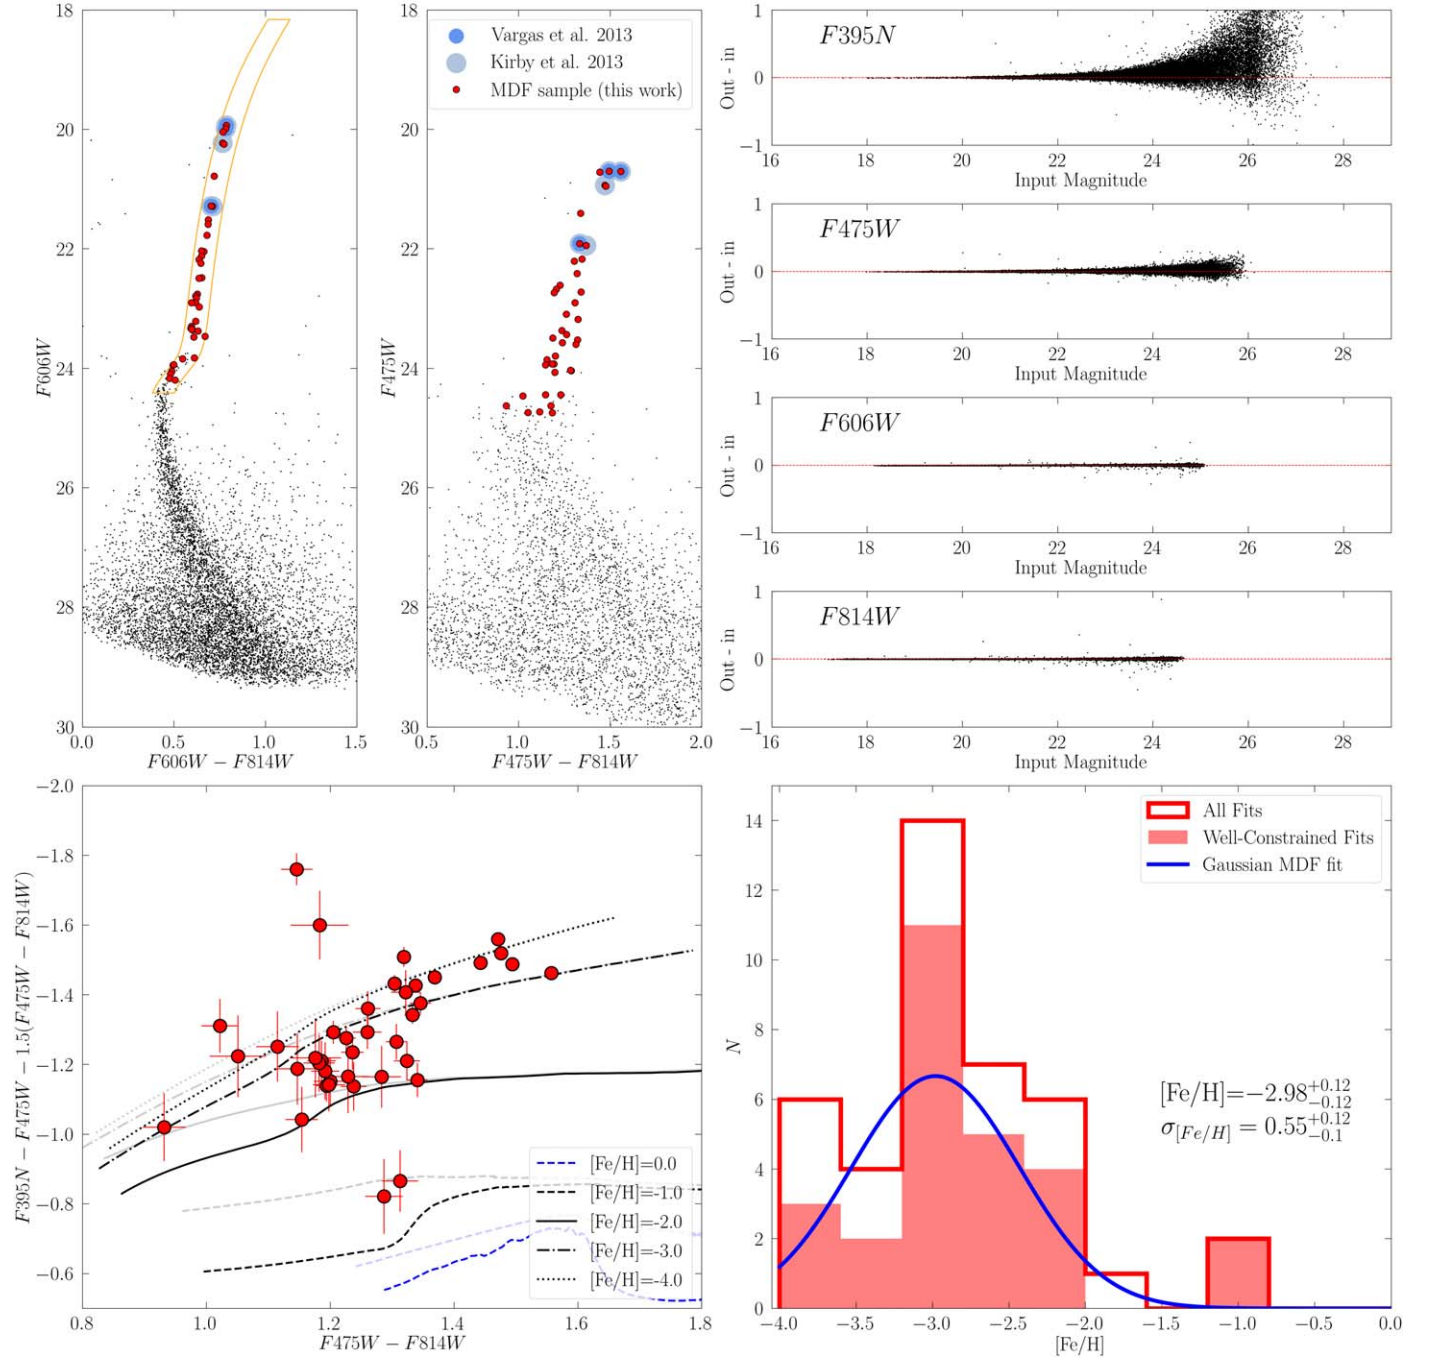 18
20
22
24
26
28
30
0.0
0.5
1.0
1.5
F606W
F606W − F814W
18
20
22
24
26
28
30
0.5
1.0
1.5
2.0
F475W
F475W − F814W
Vargas et al. 2013
Kirby et al. 2013
MDF sample (this work)
F395N
1
0
−1
Out - in
16
18
20
22
24
26
28
Input Magnitude
F475W
1
0
−1
Out - in
16
18
20
22
24
26
28
Input Magnitude
F606W
1
0
−1
Out - in
16
18
20
22
24
26
28
Input Magnitude
F814W
1
0
−1
Out - in
16
18
20
22
24
26
28
Input Magnitude
−2.0
−1.8
−1.6
−1.4
−1.2
−1.0
−0.8
−0.6
F395N − F475W − 1.5(F475W − F814W)
0.8
1.0
1.2
1.4
1.6
1.8
F475W − F814W
[Fe/H]=0.0
[Fe/H]=-1.0
[Fe/H]=-2.0
[Fe/H]=-3.0
[Fe/H]=-4.0
14
12
10
8
6
4
2
0
N
−4.0
−3.5
−3.0
−2.5
−2.0
−1.5
−1.0
−0.5
0.0
[Fe/H]
All Fits
Well-Constrained Fits
Gaussian MDF fit
[Fe/H]=−2.98+0.12−0.12
σ[Fe/H] = 0.55+0.12−0.1